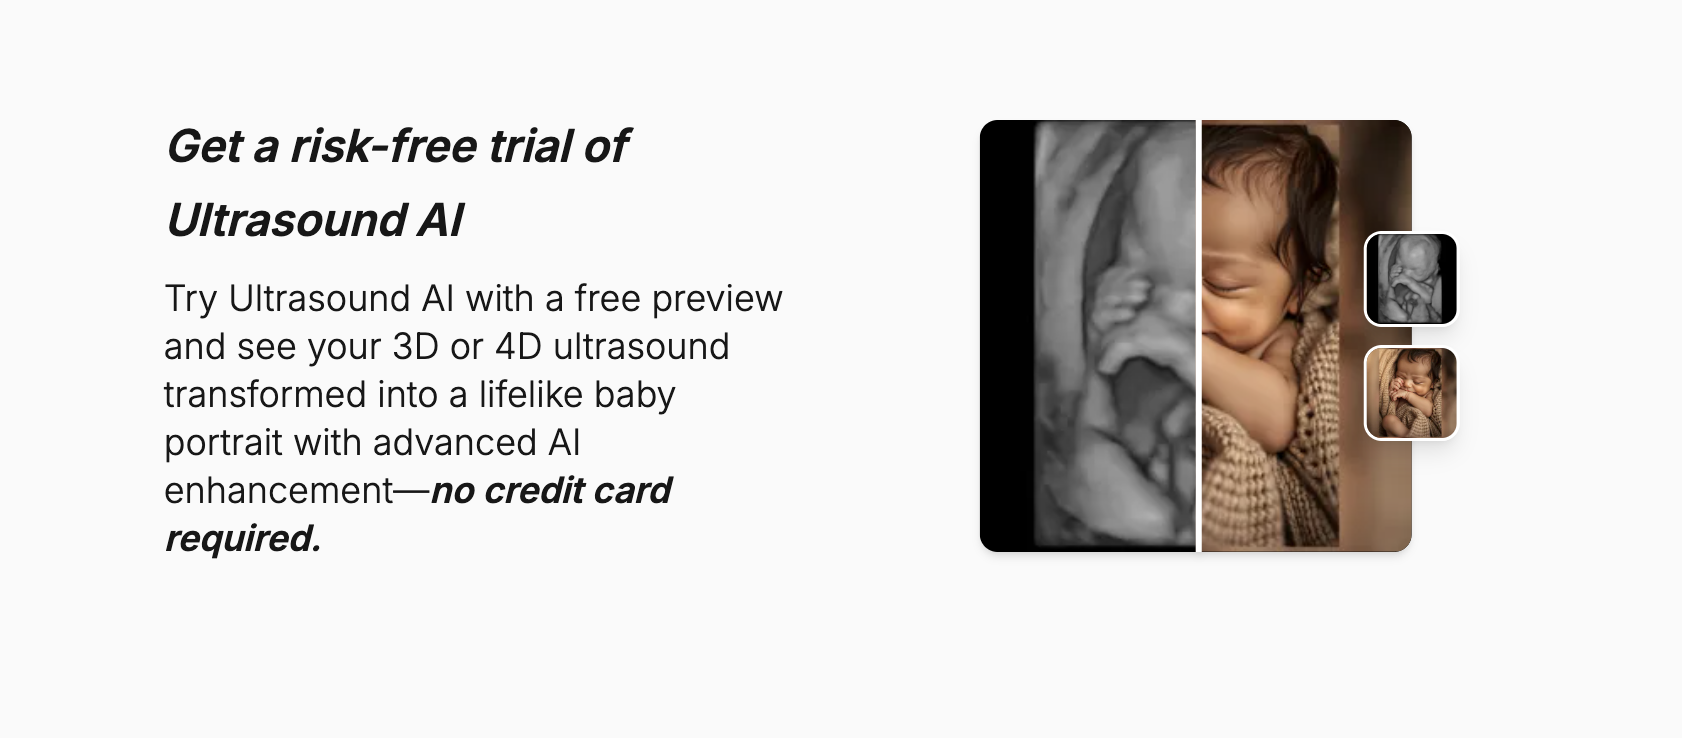 Get a risk-free trial of
Ultrasound AI
Try Ultrasound AI with a free preview
and see your 3D or 4D ultrasound
transformed into a lifelike baby
portrait with advanced AI
enhancement—no credit card
required.